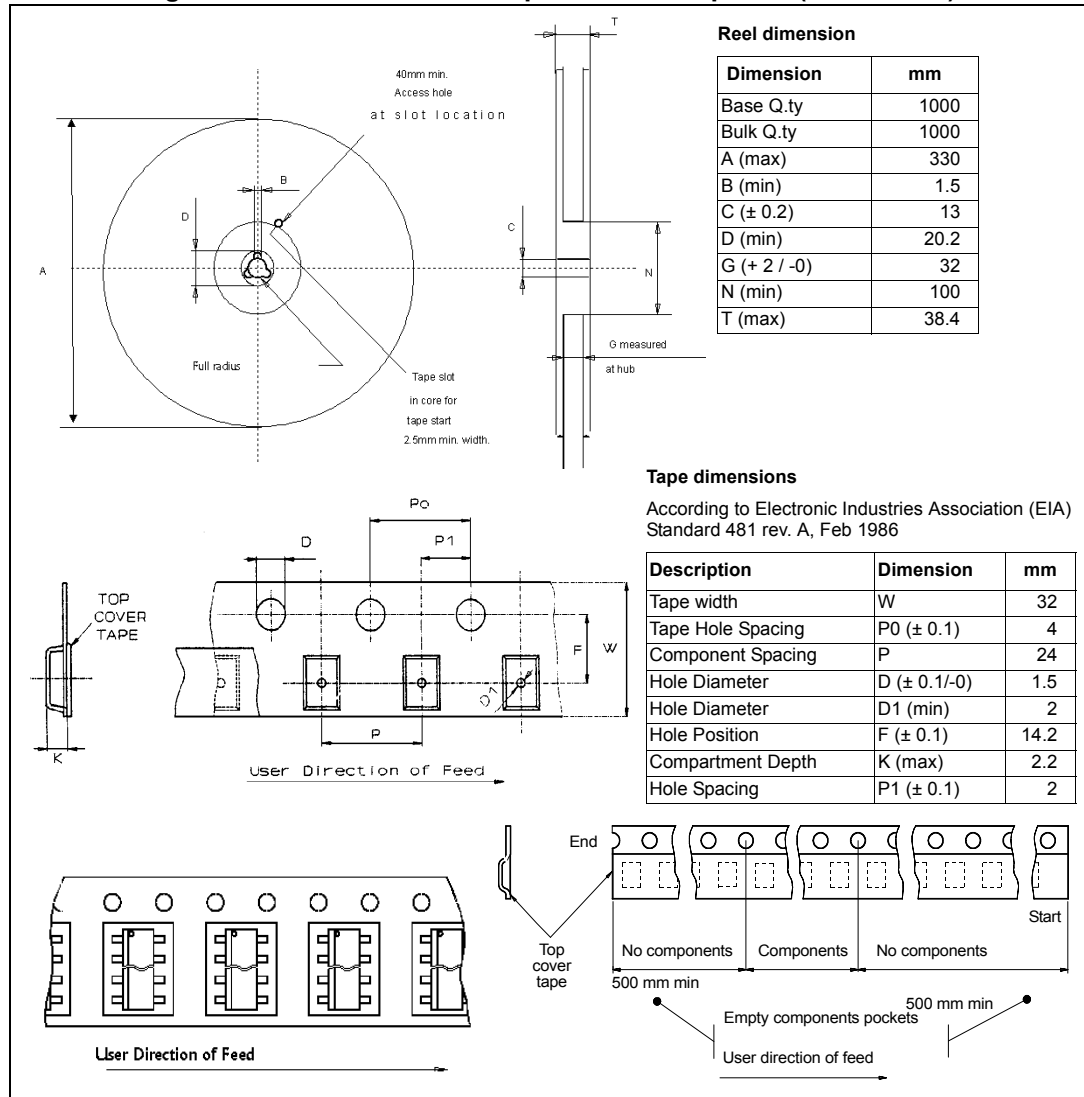 T
40mm min.
Access hole
at slot location
B
D
C
A
N
G measured
at hub
Full radius
Tape slot
in core for
tape start
2.5mm min. width.
Reel dimension
Dimension mm
Base Q.ty 1000
Bulk Q.ty 1000
A (max) 330
B (min) 1.5
C (± 0.2) 13
D (min) 20.2
G (+ 2 / -0) 32
N (min) 100
T (max) 38.4
Tape dimensions
According to Electronic Industries Association (EIA)
Standard 481 rev. A, Feb 1986
Description Dimension mm
Tape width W 32
Tape Hole Spacing P0 (± 0.1) 4
Component Spacing P 24
Hole Diameter D (± 0.1/-0) 1.5
Hole Diameter D1 (min) 2
Hole Position F (± 0.1) 14.2
Compartment Depth K (max) 2.2
Hole Spacing P1 (± 0.1) 2
Po
D
P1
TOP
COVER
TAPE
F
W
D1
K
P
User Direction of Feed
End
Start
Top
cover
tape
No components
Components
No components
500 mm min
500 mm min
Empty components pockets
User direction of feed
User Direction of Feed